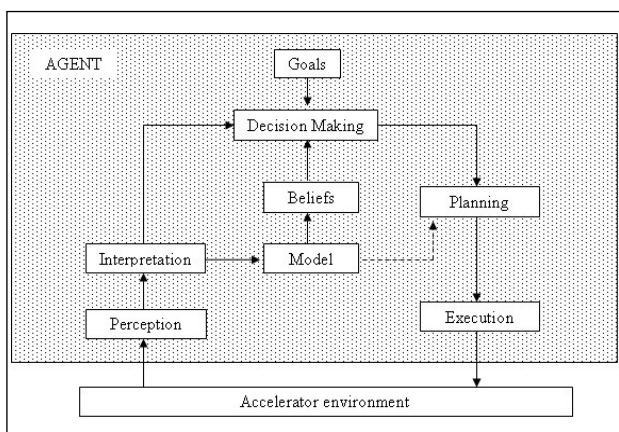 AGENT
Goals
Decision Making
Beliefs
Planning
Interpretation
Model
Perception
Execution
Accelerator environment